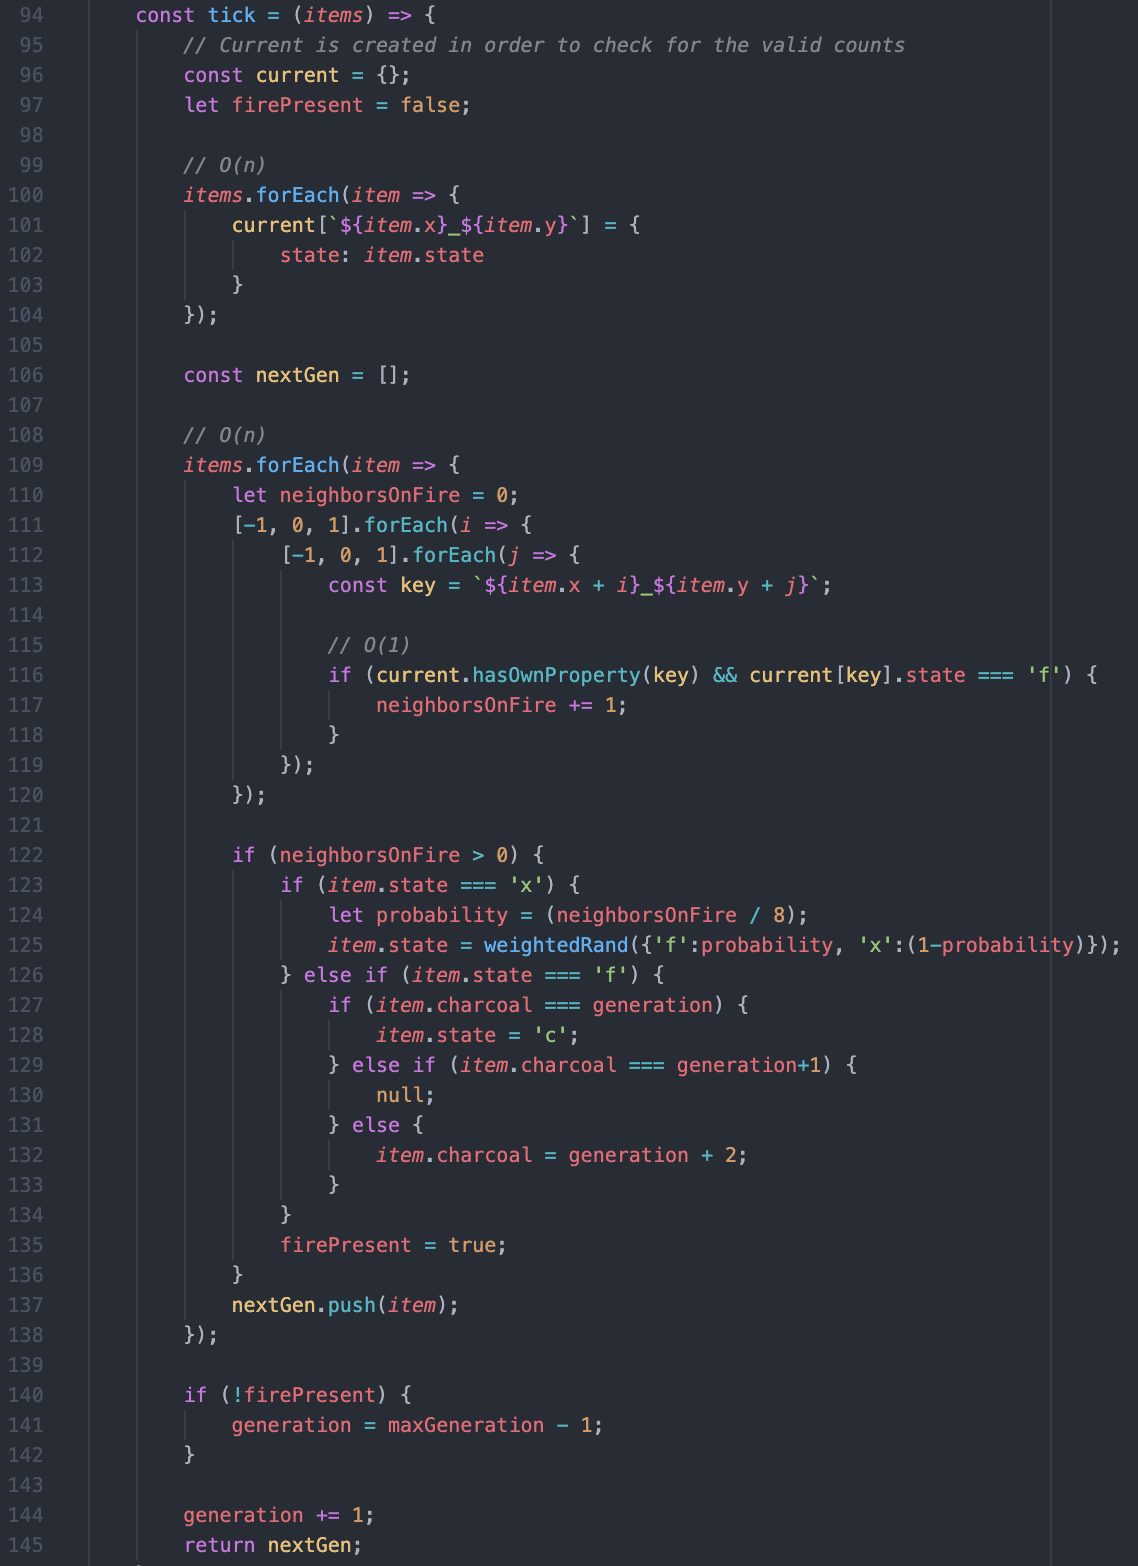 94 const tick = (items) => {
95 // Current is created in order to check for the valid counts
96 const current = {};
97 let firePresent = false;
98
99 // O(n)
100 items.forEach(item => {
101 current[`${item.x}_${item.y}`] = {
102 state: item.state
103 }
104 });
105
106 const nextGen = [];
107
108 // O(n)
109 items.forEach(item => {
110 let neighborsOnFire = 0;
111 [-1, 0, 1].forEach(i => {
112 [-1, 0, 1].forEach(j => {
113 const key = `${item.x + i}_${item.y + j}`;
114
115 // O(1)
116 if (current.hasOwnProperty(key) && current[key].state === 'f') {
117 neighborsOnFire += 1;
118 }
119 });
120 });
121
122 if (neighborsOnFire > 0) {
123 if (item.state === 'x') {
124 let probability = (neighborsOnFire / 8);
125 item.state = weightedRand({'f':probability, 'x':(1-probability)});
126 } else if (item.state === 'f') {
127 if (item.charcoal === generation) {
128 item.state = 'c';
129 } else if (item.charcoal === generation+1) {
130 null;
131 } else {
132 item.charcoal = generation + 2;
133 }
134 }
135 firePresent = true;
136 }
137 nextGen.push(item);
138 });
139
140 if (!firePresent) {
141 generation = maxGeneration - 1;
142 }
143
144 generation += 1;
145 return nextGen;